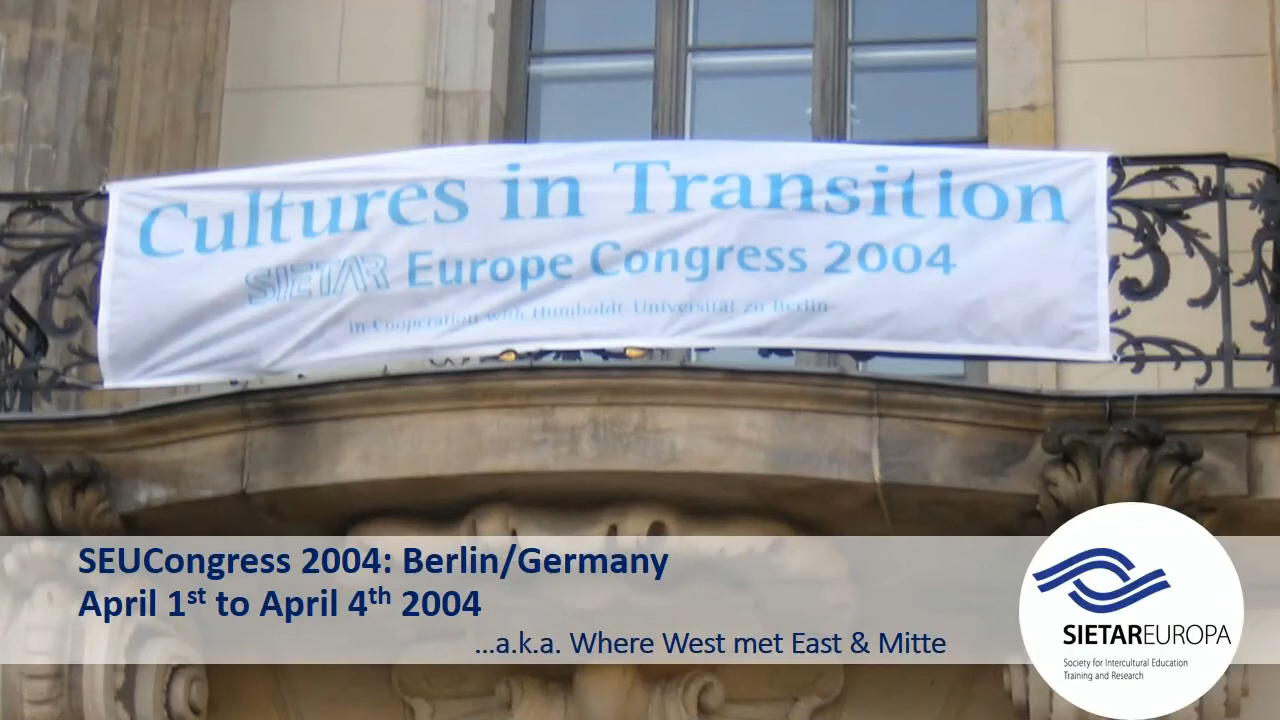 Cultures in Transition
SIETAR Europe Congress 2004
in Cooperation with Humboldt Universität zu Berlin
SEUCongress 2004: Berlin/Germany
April 1st to April 4th 2004
...a.k.a. Where West met East & Mitte
SIETAREUROPA
Society for Intercultural Education
Training and Research